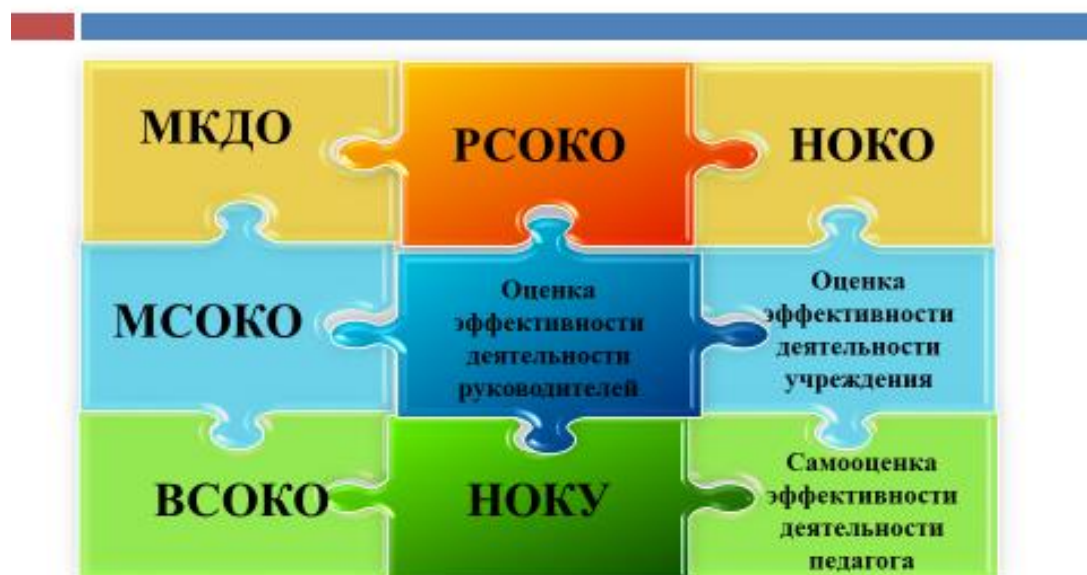 МКДО
РСОКО
НОКО
МСОКО
Оценка
эффективности
деятельности
руководителей
Оценка
эффективности
деятельности
учреждения
ВСОКО
НОКУ
Самооценка
эффективности
деятельности
педагога